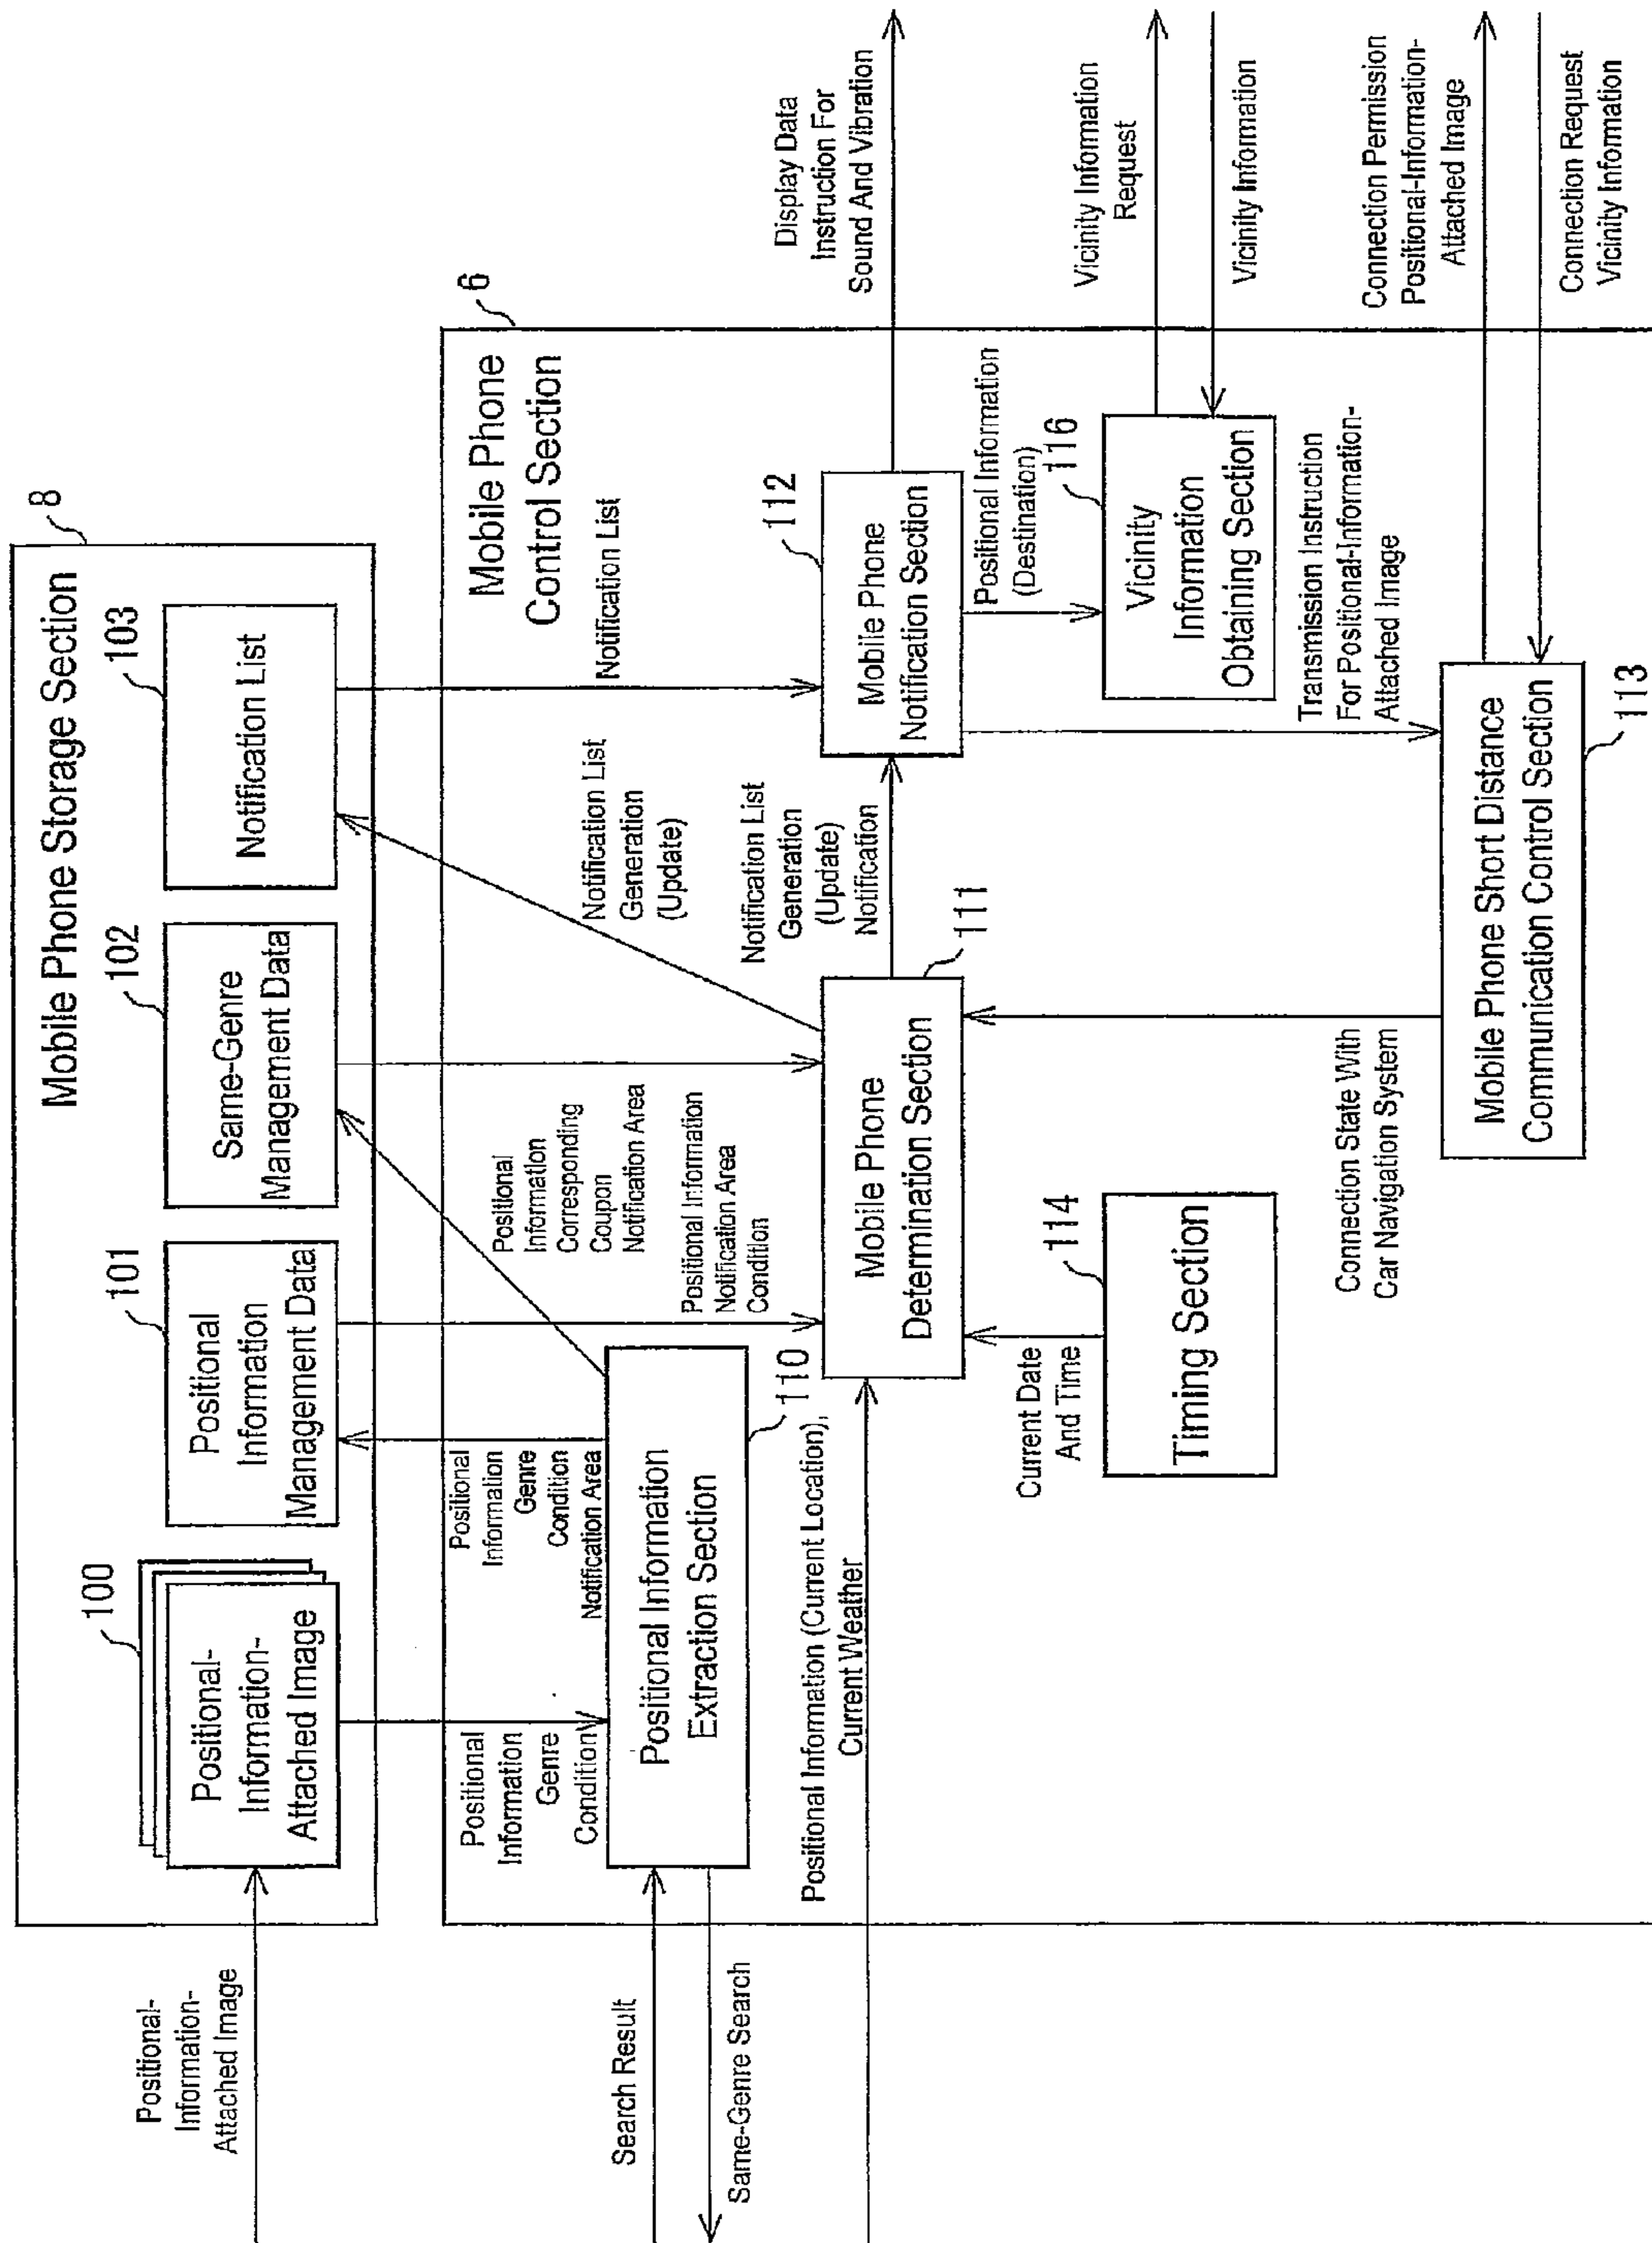 Mobile Phone Storage Section
8
100
Positional-
Information-
Attached Image
101
Positional
Information
Management Data
102
Same-Genre
Management Data
103
Notification List
Positional-
Information-
Attached Image
Mobile Phone
Control Section
6
Positional
Information
Genre
Condition
Positional
Information
Genre
Condition
Notification Area
Positional
Information
Corresponding
Coupon
Notification Area
Positional Information
Notification Area
Condition
Notification List
Generation
(Update)
Notification List
Search Result
Same-Genre Search
Positional Information
Extraction Section
110
Positional Information (Current Location),
Current Weather
Mobile Phone
Determination Section
111
Notification List
Generation
(Update)
Notification
Mobile Phone
Notification Section
112
Display Data
Instruction For
Sound And Vibration
Positional Information
(Destination)
Vicinity
Information
Obtaining Section
116
Vicinity Information
Request
Vicinity Information
Current Date
And Time
Timing Section
114
Connection State With
Car Navigation System
Transmission Instruction
For Positional-Information-
Attached Image
Mobile Phone Short Distance
Communication Control Section
113
Connection Permission
Positional-Information-
Attached Image
Connection Request
Vicinity Infomation